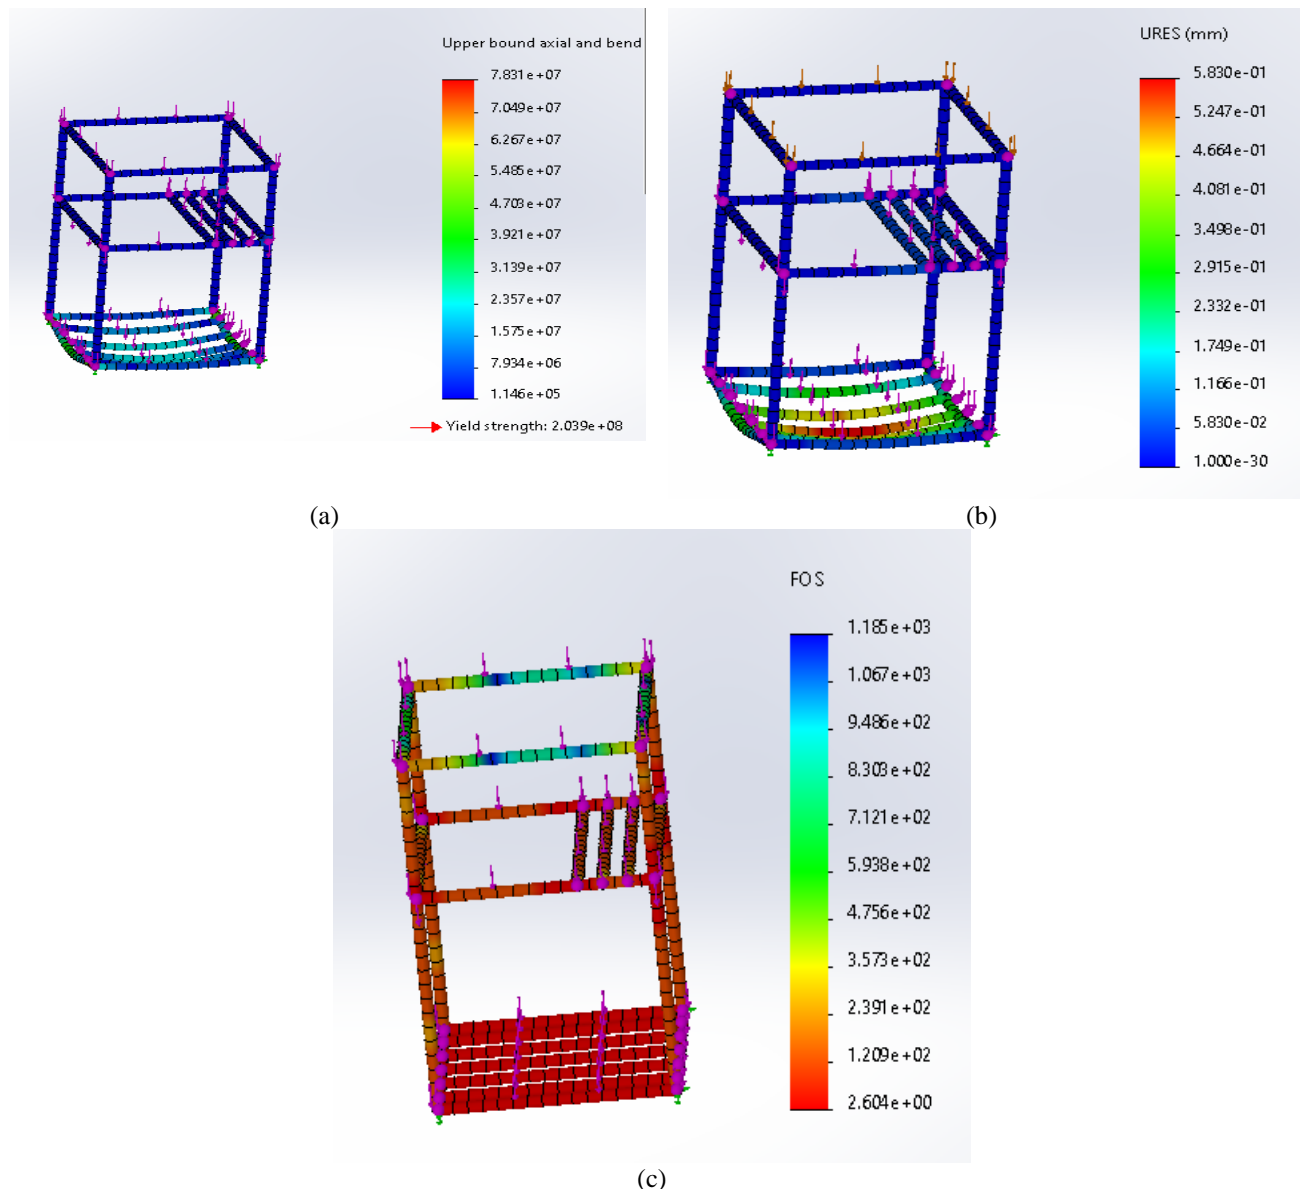 Upper bound axial and bend
7.831e+07
7.049e+07
6.267e+07
5.485e+07
4.703e+07
3.921e+07
3.139e+07
2.357e+07
1.575e+07
7.934e+06
1.146e+05
Yield strength: 2.039e+08
(a)
URES (mm)
5.830e-01
5.247e-01
4.664e-01
4.081e-01
3.498e-01
2.915e-01
2.332e-01
1.749e-01
1.166e-01
5.830e-02
1.000e-30
(b)
FOS
1.185e+03
1.067e+03
9.486e+02
8.303e+02
7.121e+02
5.938e+02
4.756e+02
3.573e+02
2.391e+02
1.209e+02
2.604e+00
(c)